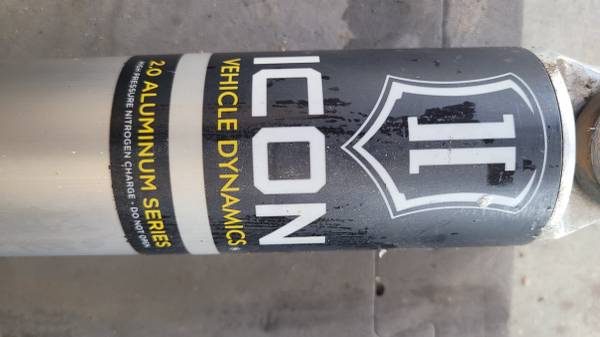 ICON
VEHICLE DYNAMICS
2.0 ALUMINUM SERIES
HIGH PRESSURE NITROGEN CHARGE - DO NOT OPEN